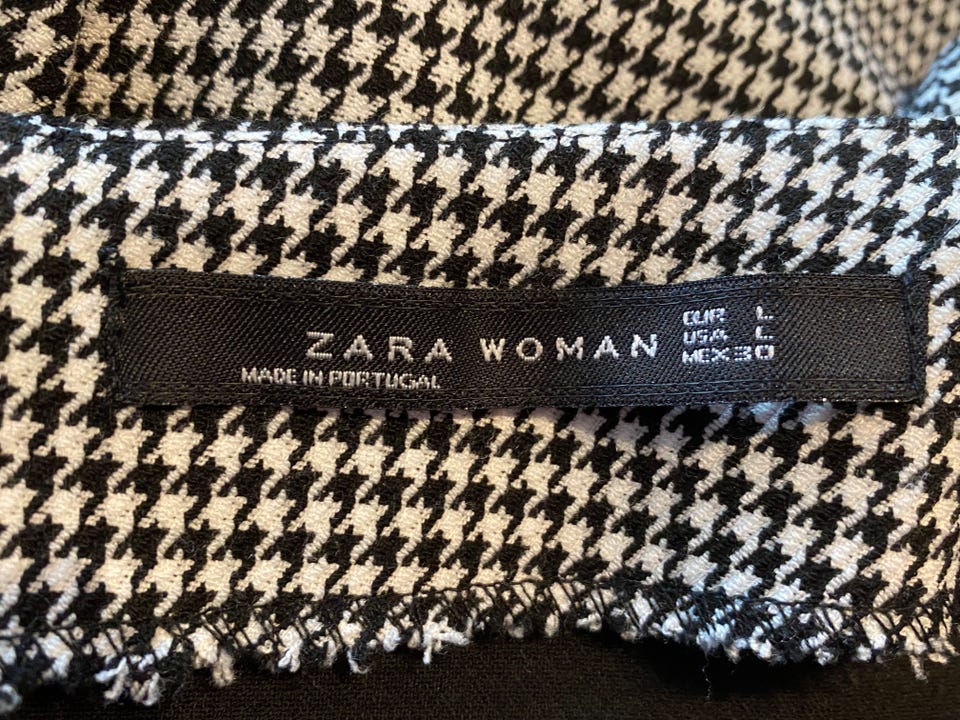 ZARA WOMAN
MADE IN PORTUGAL
EUR L
USA L
MEX 30